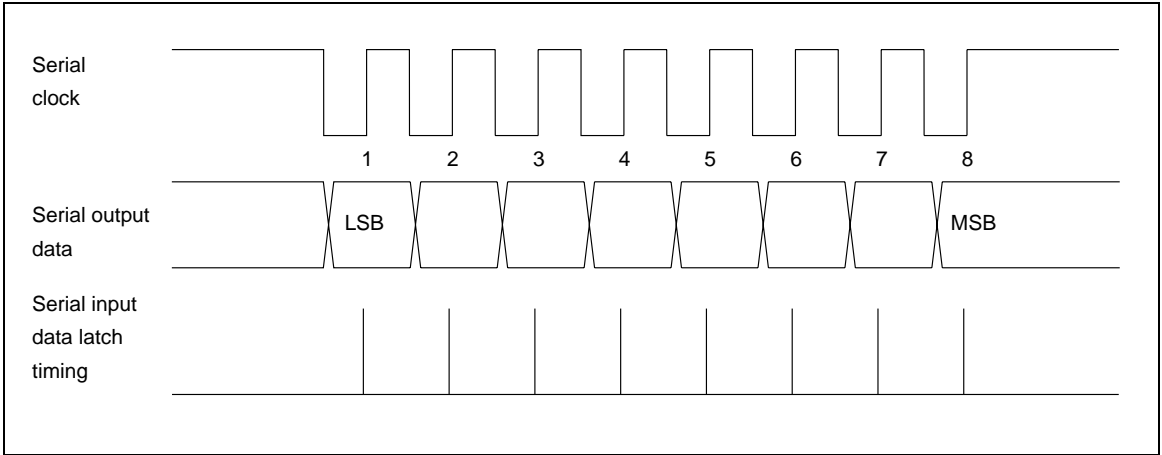 Serial
clock
1 2 3 4 5 6 7 8
Serial output
data
LSB
MSB
Serial input
data latch
timing